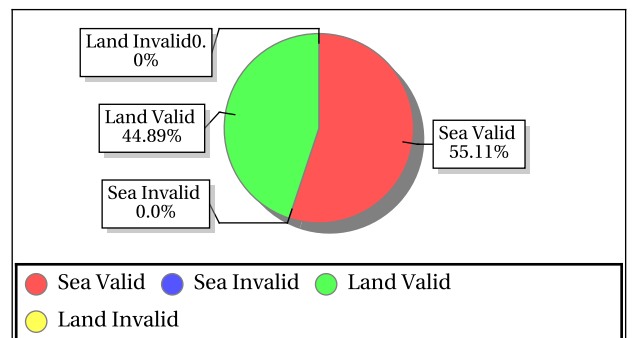 Land Invalid0.
0%
Land Valid
44.89%
Sea Invalid
0.0%
Sea Valid
55.11%
Sea Valid Sea Invalid Land Valid
Land Invalid